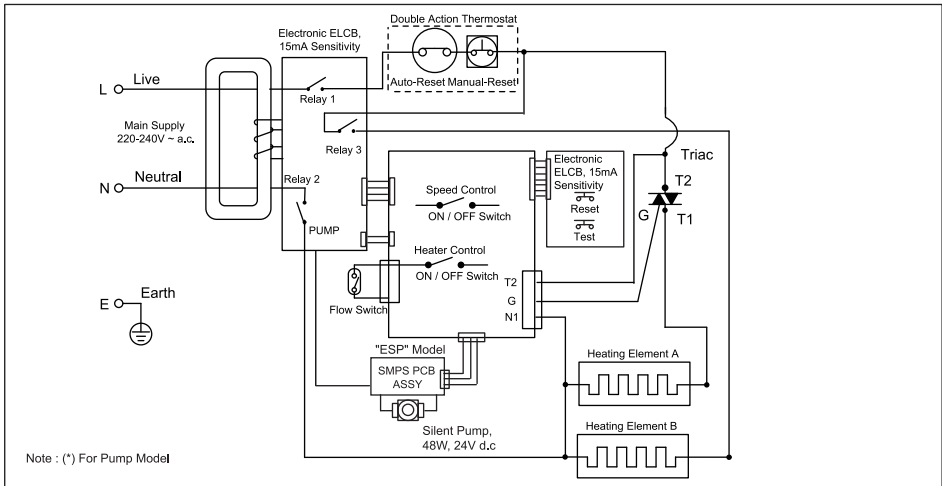 Double Action Thermostat
Electronic ELCB,
15mA Sensitivity
Auto-Reset Manual-Reset
L
Live
Relay 1
Main Supply
220-240V ~ a.c.
Relay 3
Triac
N
Neutral
Relay 2
PUMP
Speed Control
ON / OFF Switch
Electronic
ELCB, 15mA
Sensitivity
Reset
Test
T2
G
T1
Heater Control
ON / OFF Switch
Flow Switch
T2
G
N1
E
Earth
"ESP" Model
SMPS PCB
ASSY
Heating Element A
Silent Pump,
48W, 24V d.c
Heating Element B
Note : (*) For Pump Model